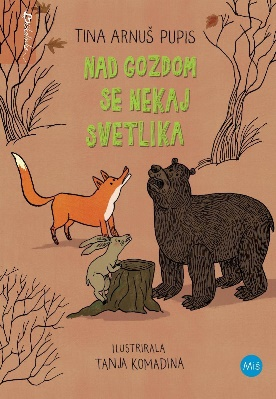 TINA ARNUŠ PUPIS
NAD GOZDOM
SE NEKAJ
SVETLIKA
ILUSTRIRALA
TANJA KOMADINA
Miš